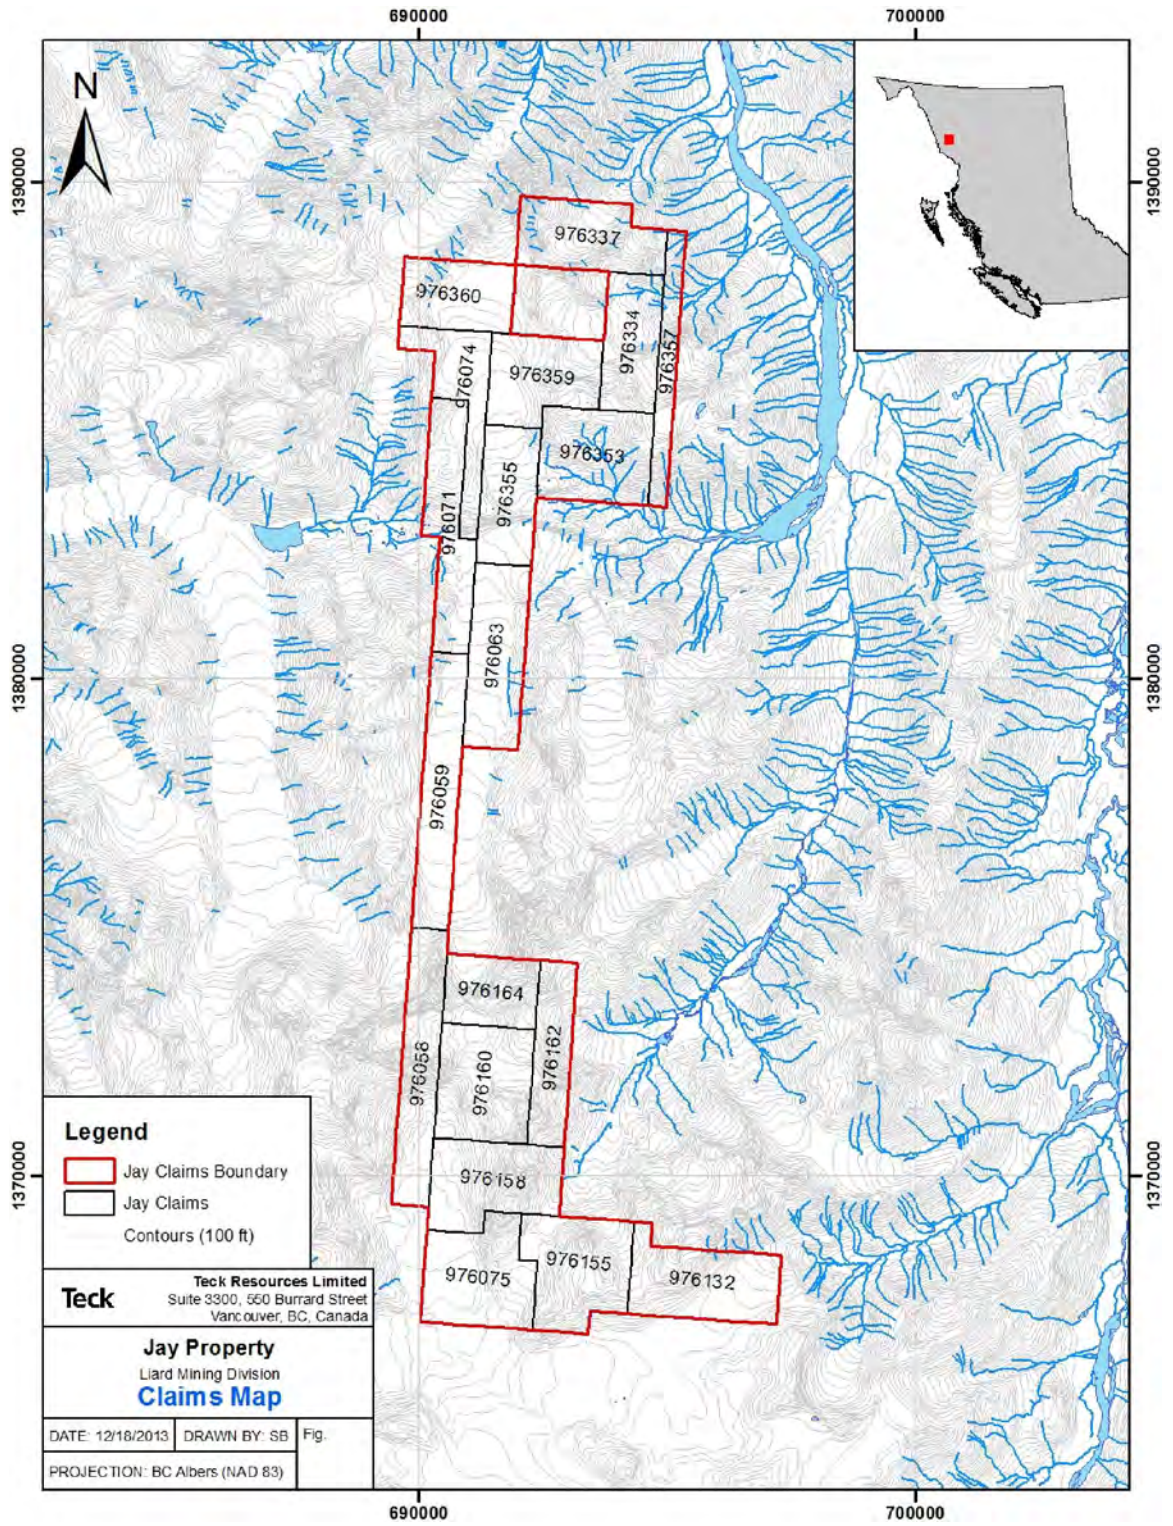 690000
700000
N
1390000
1390000
976337
976360
976334
976357
976074
976359
976353
976355
976071
976063
1380000
1380000
976059
976164
976162
976058
976160
Legend
Jay Claims Boundary
Jay Claims
Contours (100 ft)
1370000
1370000
976158
976155
976075
976132
Teck
Teck Resources Limited
Suite 3300, 550 Burrard Street
Vancouver, BC, Canada
Jay Property
Liard Mining Division
Claims Map
DATE: 12/18/2013
DRAWN BY: SB
Fig.
PROJECTION: BC Albers (NAD 83)
690000
700000